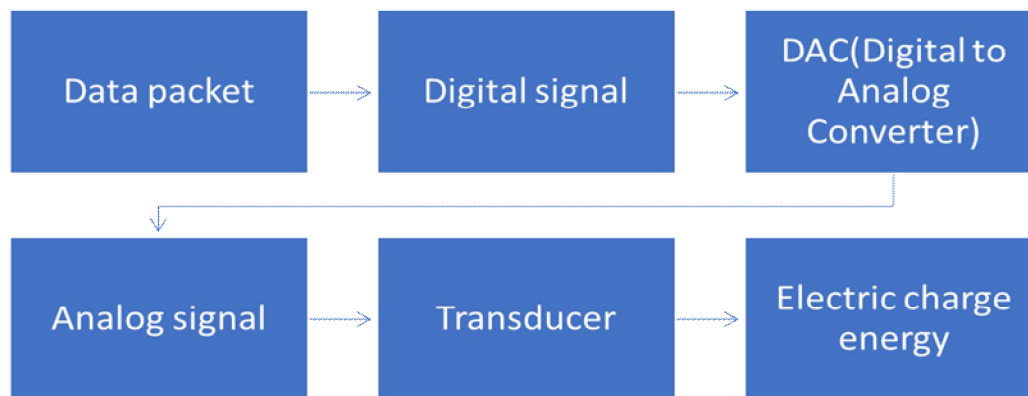 Data packet
Digital signal
DAC(Digital to
Analog
Converter)
Analog signal
Transducer
Electric charge
energy